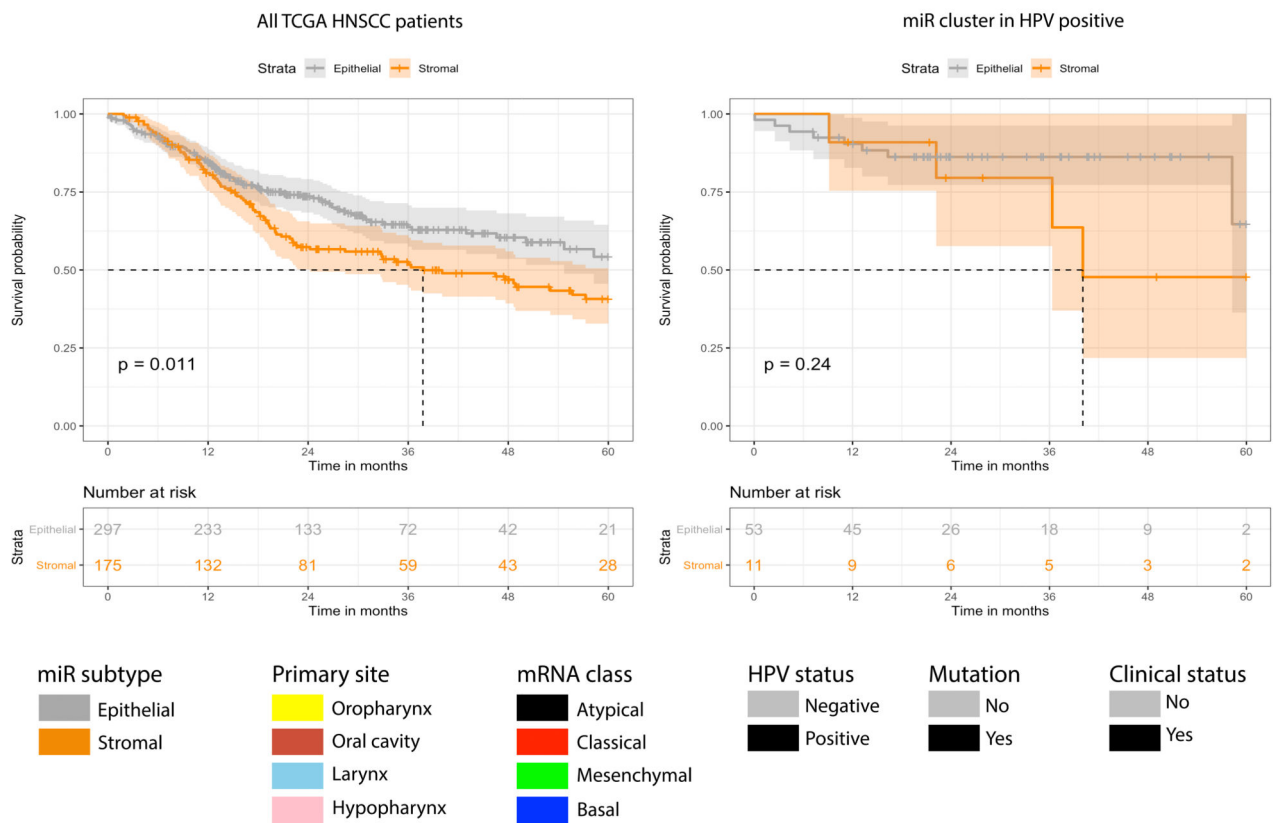 All TCGA HNSCC patients
Strata Epithelial Stromal
Survival probability
1.00
0.75
0.50
0.25
0.00
p = 0.011
0 12 24 36 48 60
Time in months
Number at risk
Strata
Epithelial 297 233 133 72 42 21
Stromal 175 132 81 59 43 28
0 12 24 36 48 60
Time in months
miR cluster in HPV positive
Strata Epithelial Stromal
Survival probability
1.00
0.75
0.50
0.25
0.00
p = 0.24
0 12 24 36 48 60
Time in months
Number at risk
Strata
Epithelial 53 45 26 18 9 2
Stromal 11 9 6 5 3 2
0 12 24 36 48 60
Time in months
miR subtype
Epithelial
Stromal
Primary site
Oropharynx
Oral cavity
Larynx
Hypopharynx
mRNA class
Atypical
Classical
Mesenchymal
Basal
HPV status
Negative
Positive
Mutation
No
Yes
Clinical status
No
Yes